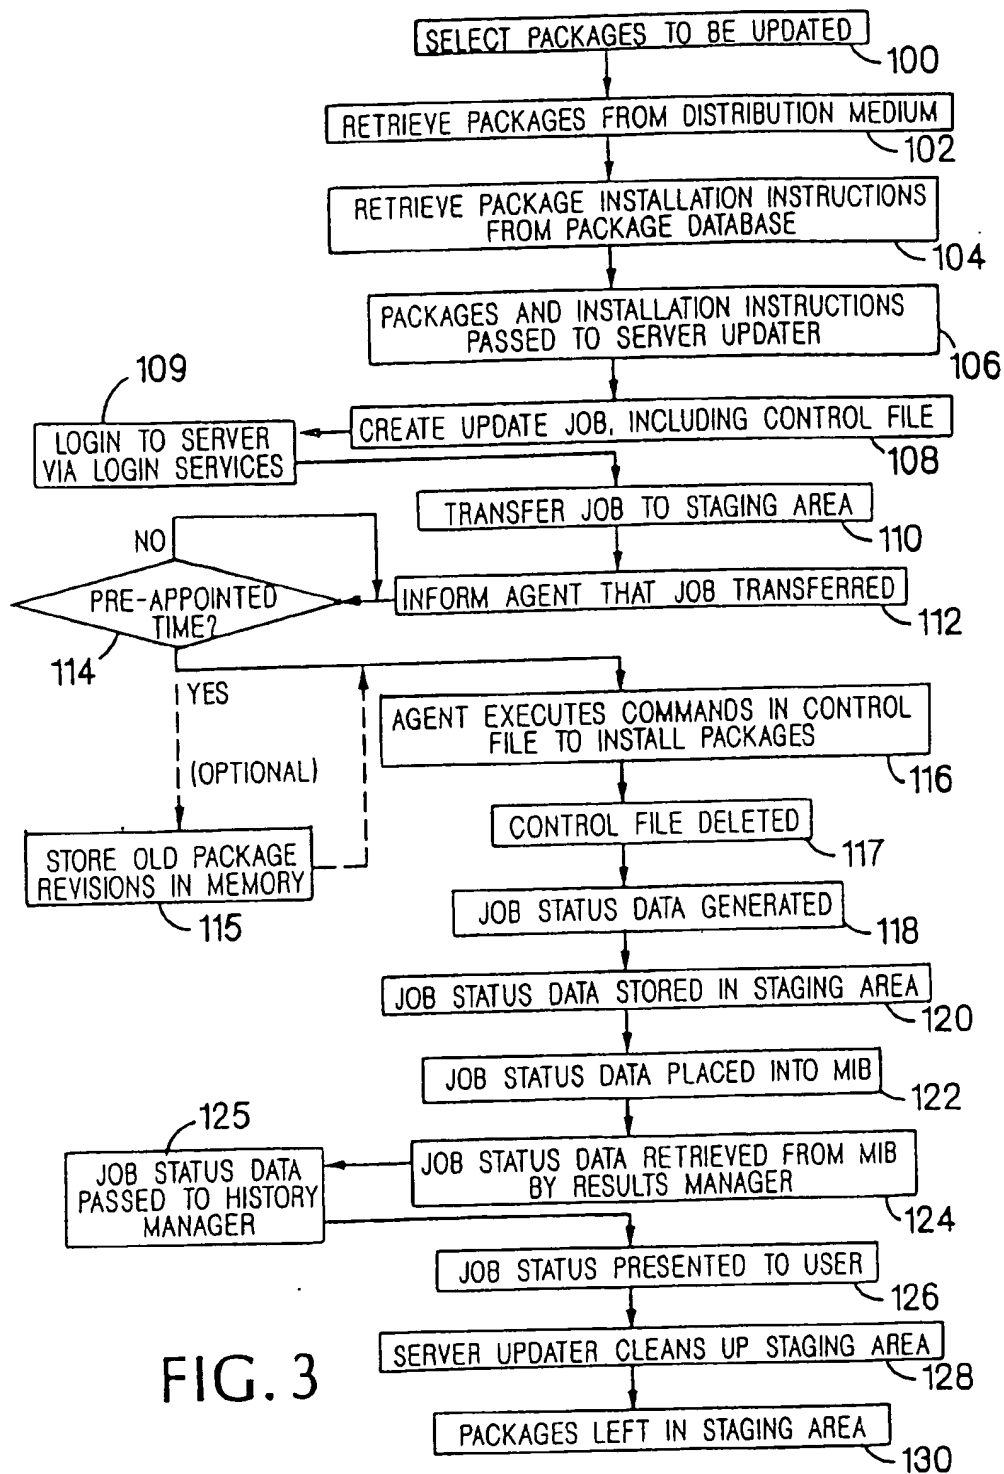 SELECT PACKAGES TO BE UPDATED
100
RETRIEVE PACKAGES FROM DISTRIBUTION MEDIUM
102
RETRIEVE PACKAGE INSTALLATION INSTRUCTIONS
FROM PACKAGE DATABASE
104
PACKAGES AND INSTALLATION INSTRUCTIONS
PASSED TO SERVER UPDATER
106
CREATE UPDATE JOB, INCLUDING CONTROL FILE
108
109
LOGIN TO SERVER
VIA LOGIN SERVICES
TRANSFER JOB TO STAGING AREA
110
INFORM AGENT THAT JOB TRANSFERRED
112
NO
PRE-APPOINTED
TIME?
114
YES
(OPTIONAL)
STORE OLD PACKAGE
REVISIONS IN MEMORY
115
AGENT EXECUTES COMMANDS IN CONTROL
FILE TO INSTALL PACKAGES
116
CONTROL FILE DELETED
117
JOB STATUS DATA GENERATED
118
JOB STATUS DATA STORED IN STAGING AREA
120
JOB STATUS DATA PLACED INTO MIB
122
JOB STATUS DATA RETRIEVED FROM MIB
BY RESULTS MANAGER
124
125
JOB STATUS DATA
PASSED TO HISTORY
MANAGER
JOB STATUS PRESENTED TO USER
126
SERVER UPDATER CLEANS UP STAGING AREA
128
PACKAGES LEFT IN STAGING AREA
130
FIG. 3